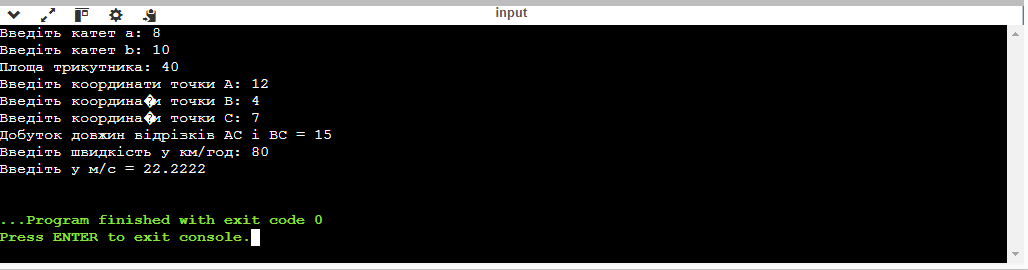 input
Введіть катет a: 8
Введіть катет b: 10
Площа трикутника: 40
Введіть координати точки A: 12
Введіть координа�и точки B: 4
Введіть координа�и точки C: 7
Добуток довжин відрізків AC і BC = 15
Введіть швидкість у км/год: 80
Введіть у м/с = 22.2222
...Program finished with exit code 0
Press ENTER to exit console.